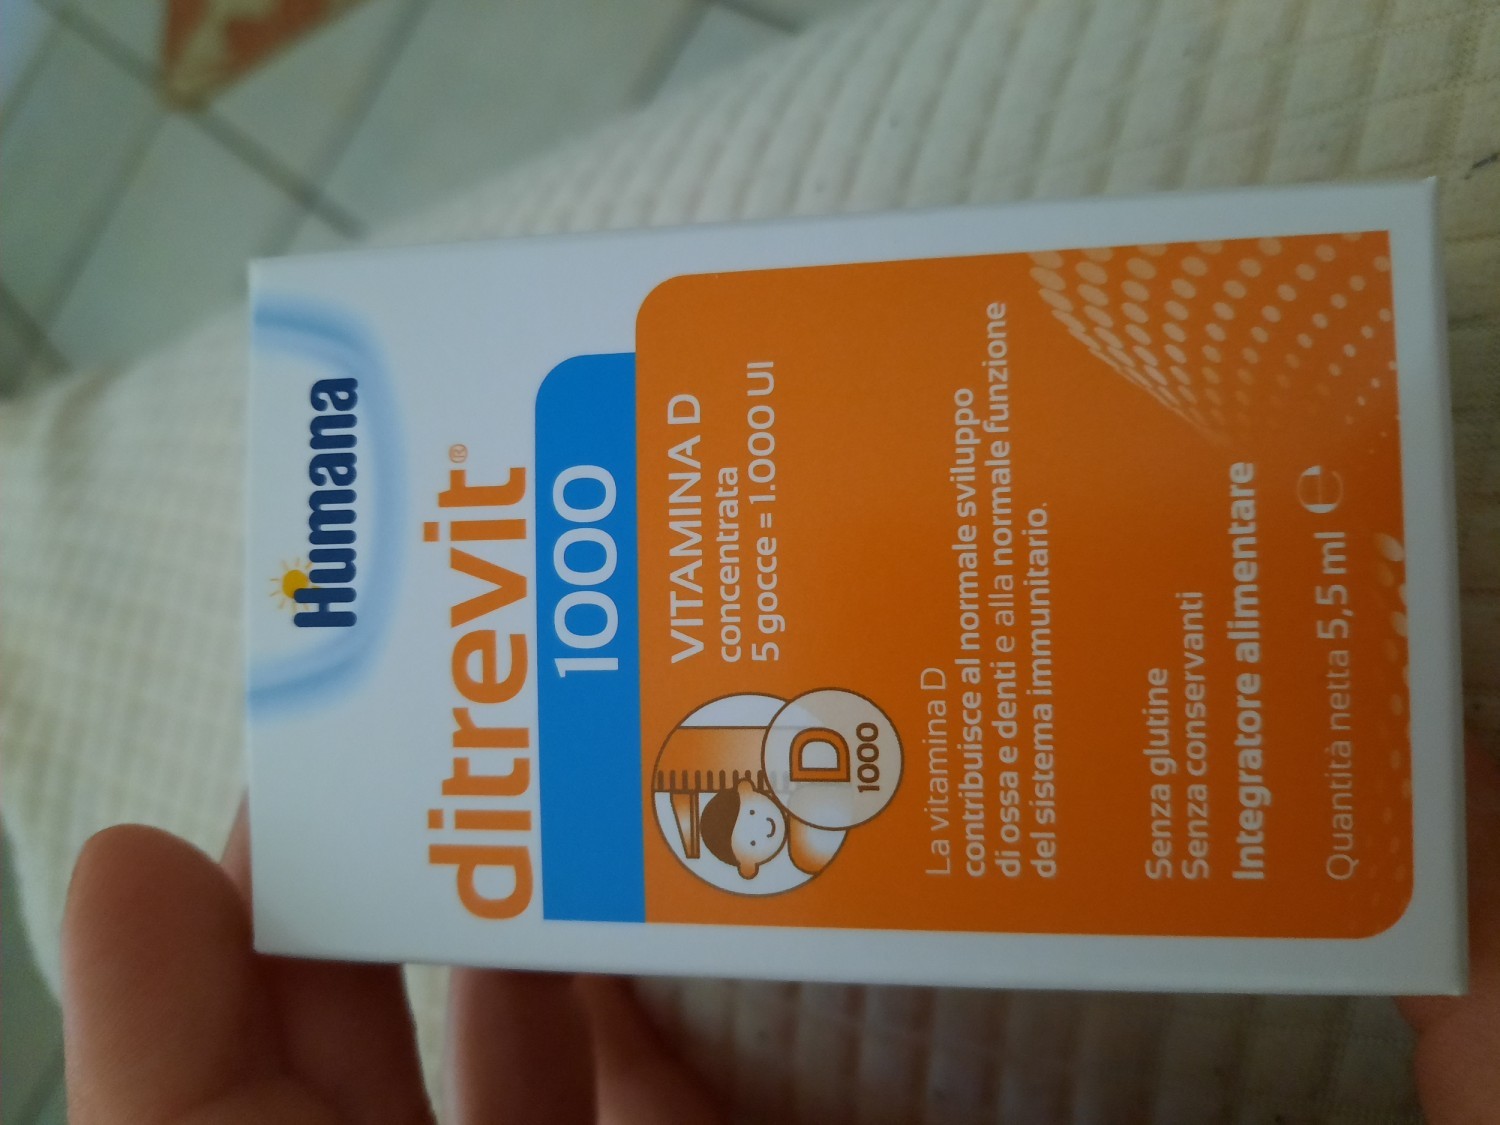 Humana
ditrevit®
1000
VITAMINA D
concentrata
5 gocce = 1.000 UI
D
1000
La vitamina D
contribuisce al normale sviluppo
di ossa e denti e alla normale funzione
del sistema immunitario.
Senza glutine
Senza conservanti
Integratore alimentare
Quantità netta 5,5 ml ℮